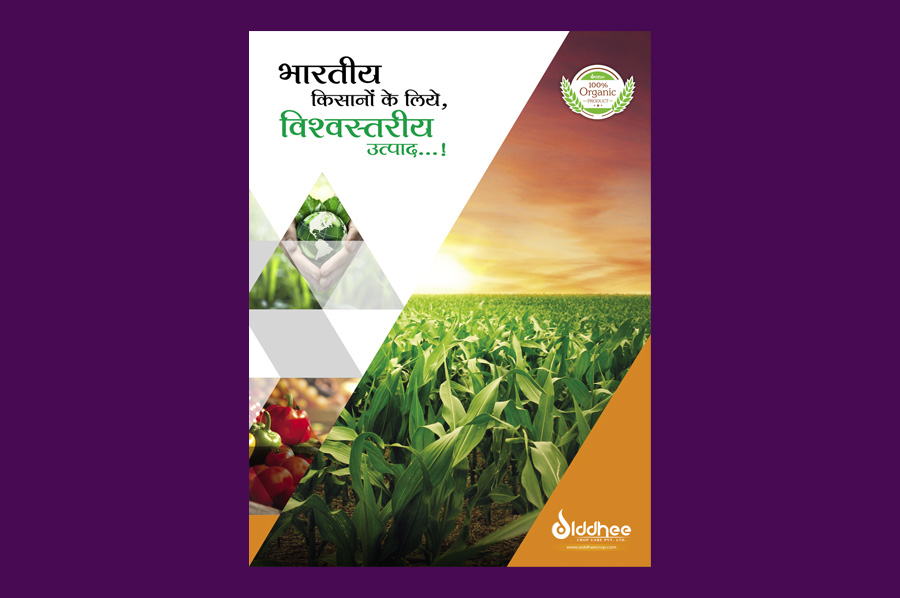 भारतीय
किसानों के लिये,
विश्वस्तरीय
उत्पाद...!
100%
Organic
PRODUCT
Siddhee
CROP CARE PVT. LTD.